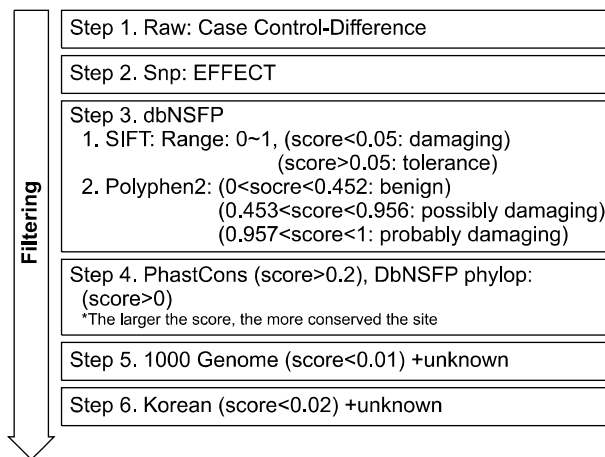 Filtering
Step 1. Raw: Case Control-Difference
Step 2. Snp: EFFECT
Step 3. dbNSFP
1. SIFT: Range: 0~1, (score<0.05: damaging)
(score>0.05: tolerance)
2. Polyphen2: (0<socre<0.452: benign)
(0.453<score<0.956: possibly damaging)
(0.957<score<1: probably damaging)
Step 4. PhastCons (score>0.2), DbNSFP phylop:
(score>0)
*The larger the score, the more conserved the site
Step 5. 1000 Genome (score<0.01) +unknown
Step 6. Korean (score<0.02) +unknown